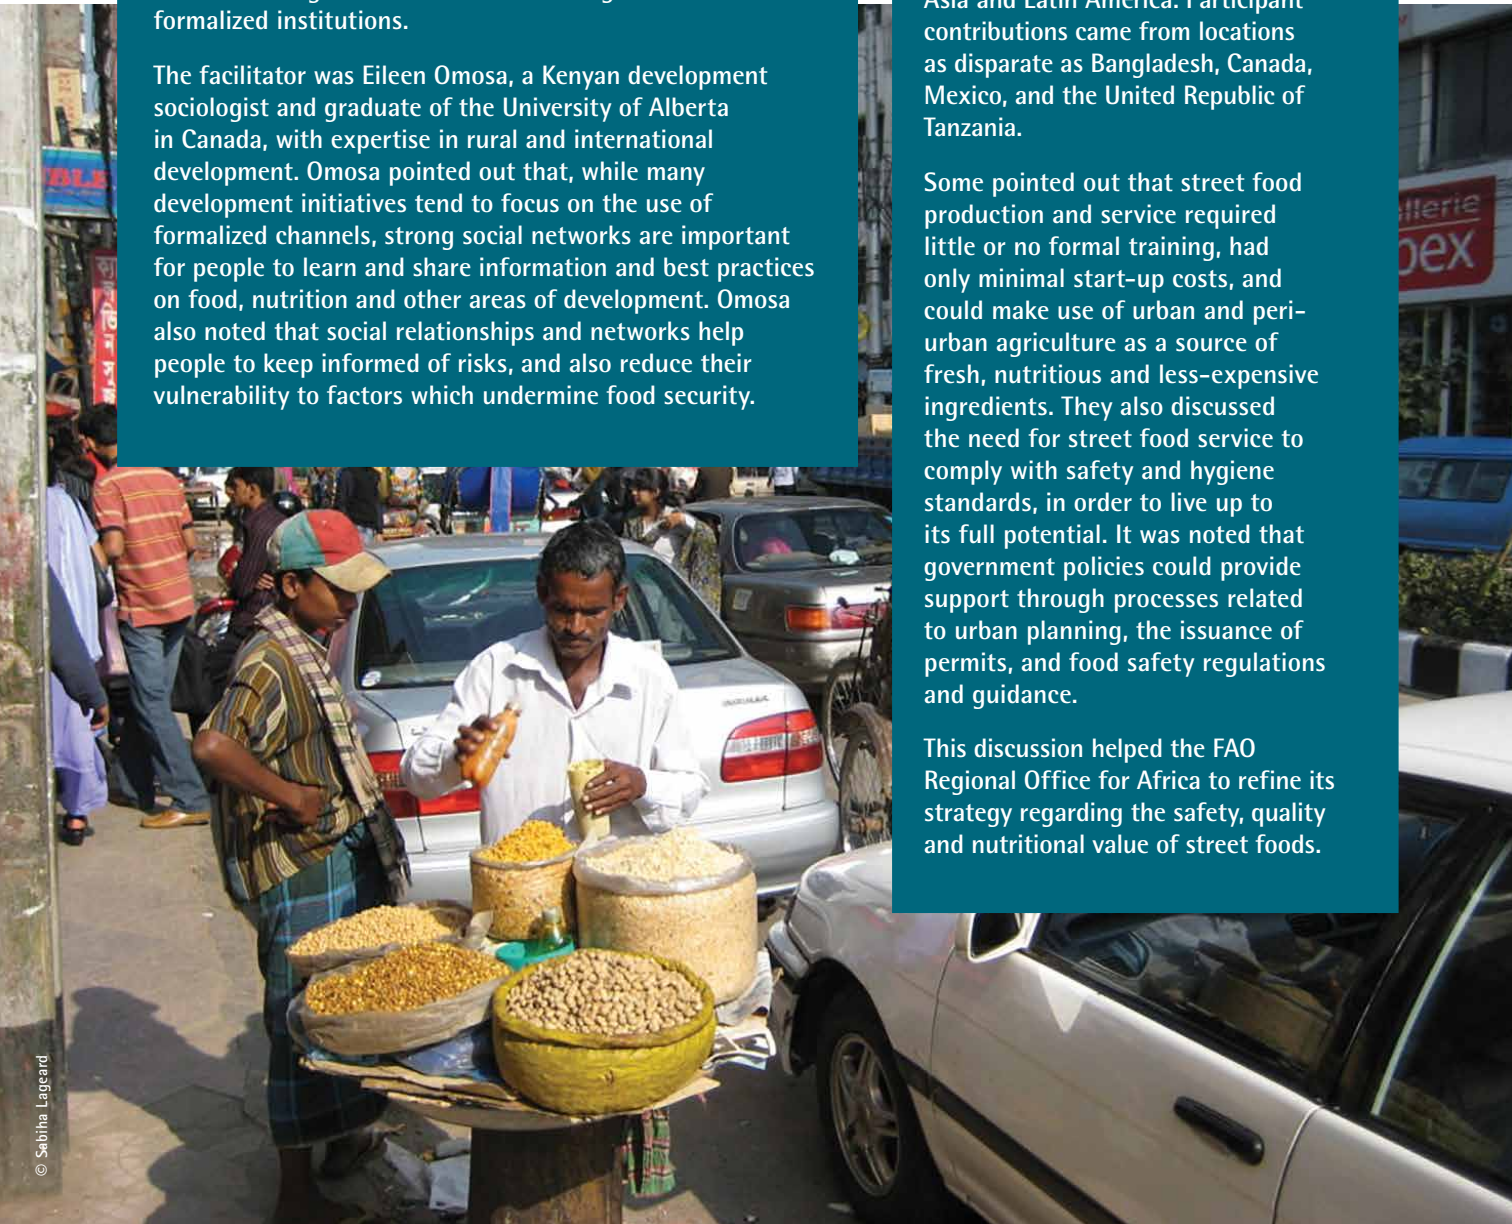 formalized institutions.
The facilitator was Eileen Omosa, a Kenyan development
sociologist and graduate of the University of Alberta
in Canada, with expertise in rural and international
development. Omosa pointed out that, while many
development initiatives tend to focus on the use of
formalized channels, strong social networks are important
for people to learn and share information and best practices
on food, nutrition and other areas of development. Omosa
also noted that social relationships and networks help
people to keep informed of risks, and also reduce their
vulnerability to factors which undermine food security.
Asia and Latin America. Participant
contributions came from locations
as disparate as Bangladesh, Canada,
Mexico, and the United Republic of
Tanzania.
Some pointed out that street food
production and service required
little or no formal training, had
only minimal start-up costs, and
could make use of urban and peri-
urban agriculture as a source of
fresh, nutritious and less-expensive
ingredients. They also discussed
the need for street food service to
comply with safety and hygiene
standards, in order to live up to
its full potential. It was noted that
government policies could provide
support through processes related
to urban planning, the issuance of
permits, and food safety regulations
and guidance.
This discussion helped the FAO
Regional Office for Africa to refine its
strategy regarding the safety, quality
and nutritional value of street foods.
© Sabiha Lageard